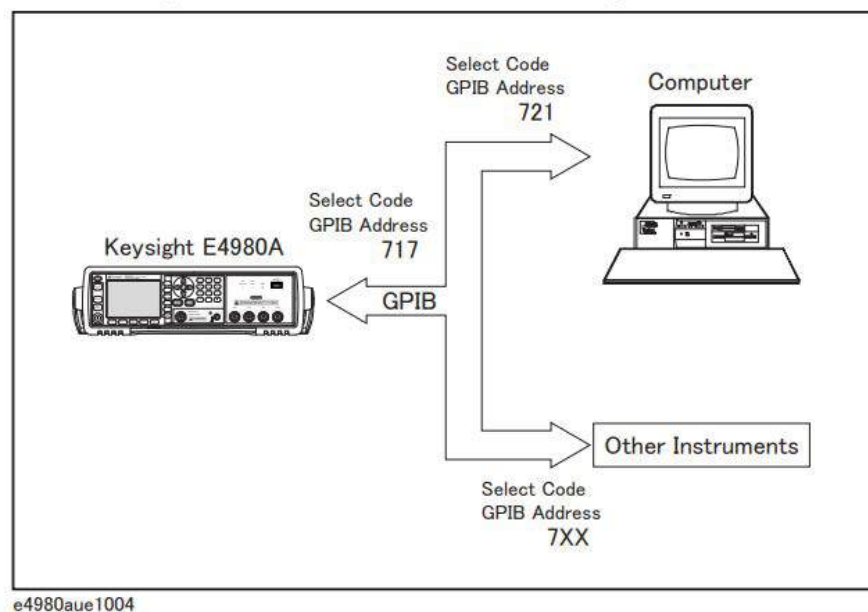 Select Code
GPIB Address
721
Computer
Select Code
GPIB Address
717
Keysight E4980A
GPIB
Other Instruments
Select Code
GPIB Address
7XX
e4980aue1004